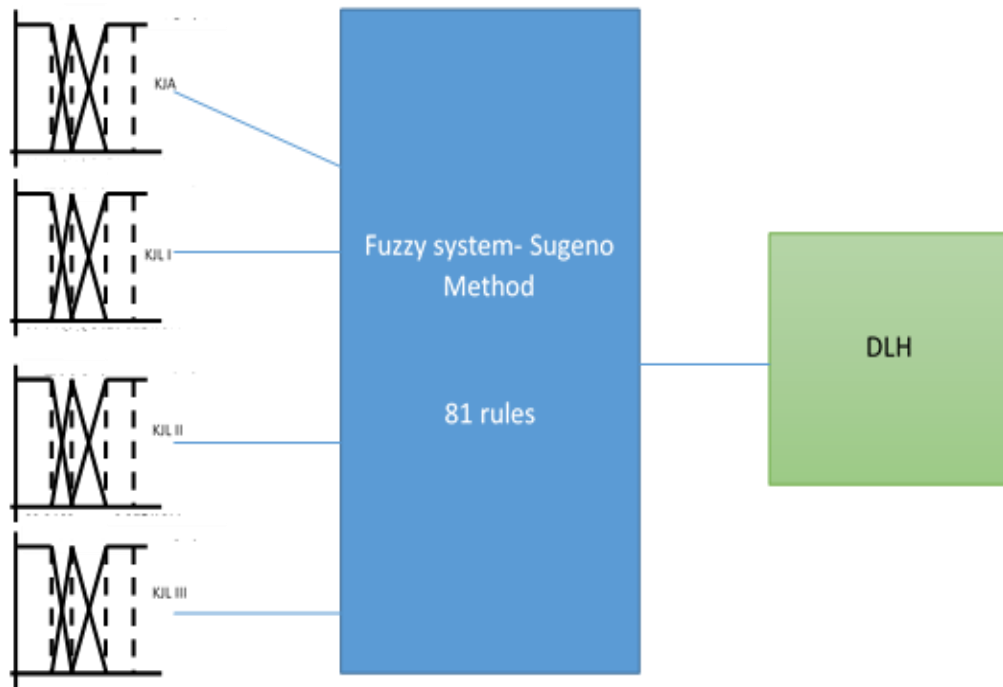 KJA
KJL I
KJL II
KJL III
Fuzzy system- Sugeno
Method
81 rules
DLH